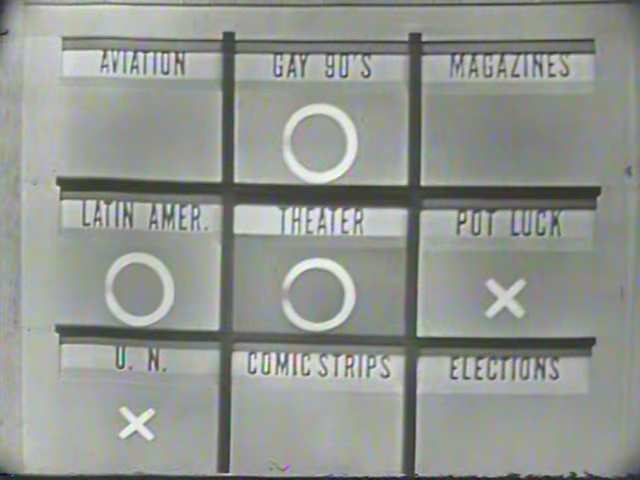 AVIATION GAY 90'S MAGAZINES
O
LATIN AMER. THEATER POT LUCK
O O X
U. N. COMIC STRIPS ELECTIONS
X